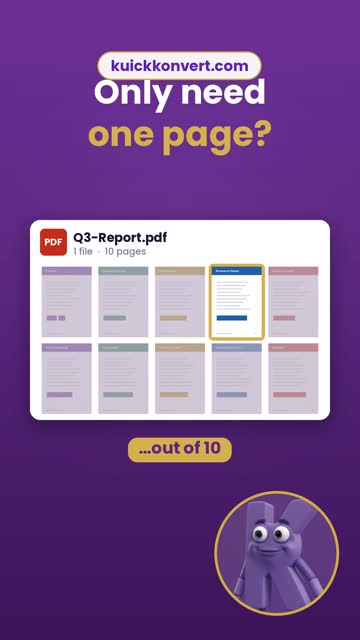 kuickkonvert.com
Only need
one page?
PDF
Q3-Report.pdf
1 file · 10 pages
...out of 10